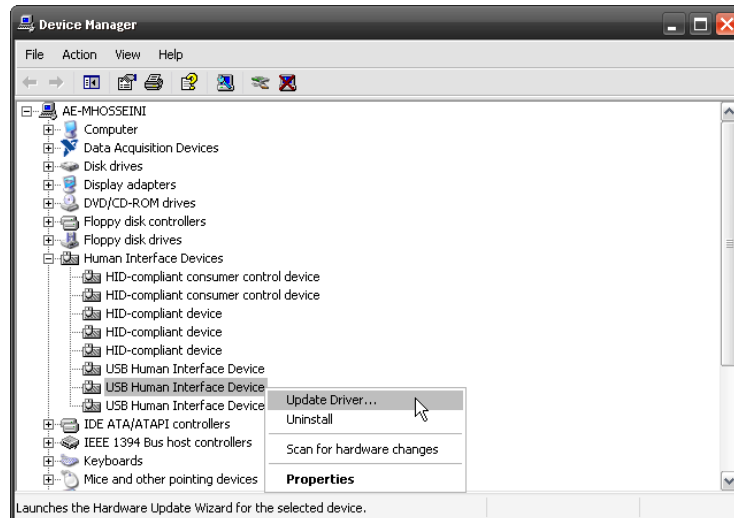 Device Manager
File Action View Help
AE-MHOSSEINI
Computer
Data Acquisition Devices
Disk drives
Display adapters
DVD/CD-ROM drives
Floppy disk controllers
Floppy disk drives
Human Interface Devices
HID-compliant consumer control device
HID-compliant consumer control device
HID-compliant device
HID-compliant device
HID-compliant device
USB Human Interface Device
USB Human Interface Device
USB Human Interface Device
IDE ATA/ATAPI controllers
IEEE 1394 Bus host controllers
Keyboards
Mice and other pointing devices
Update Driver...
Uninstall
Scan for hardware changes
Properties
Launches the Hardware Update Wizard for the selected device.